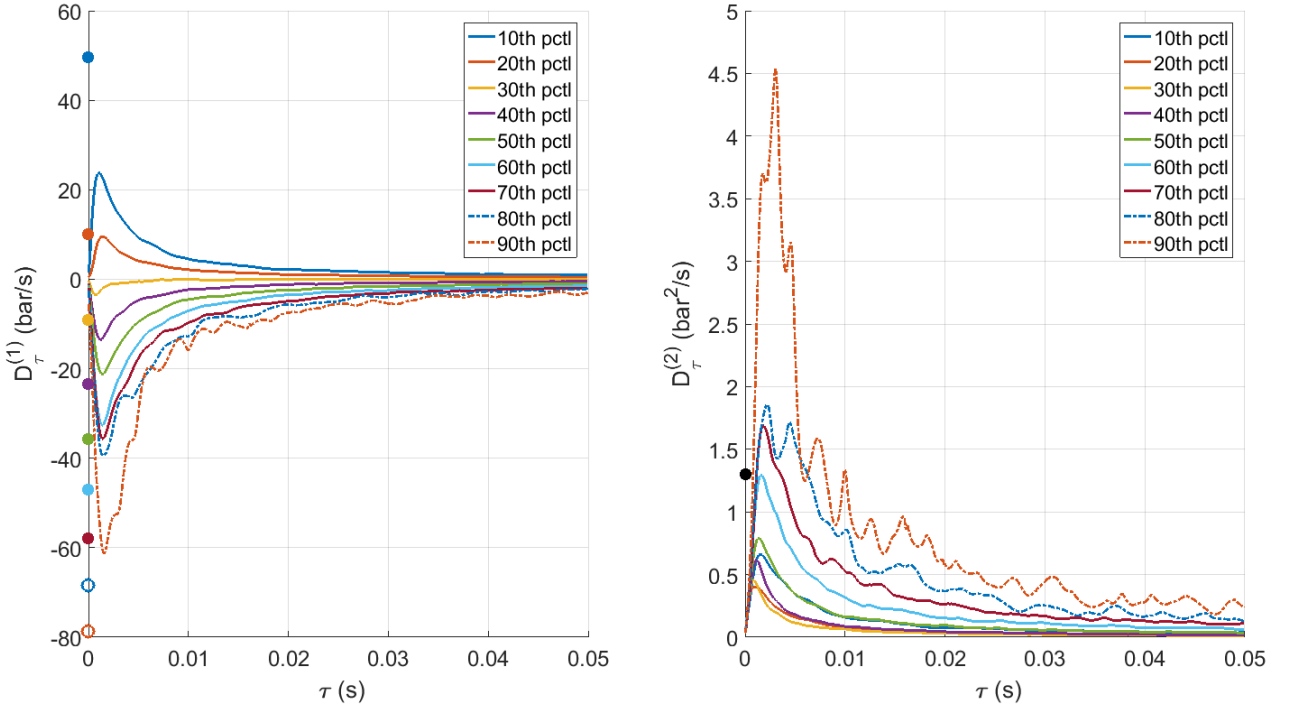 60
40
20
0
-20
-40
-60
-80
D_τ^(1) (bar/s)
0
0.01
0.02
0.03
0.04
0.05
τ (s)
10th pctl
20th pctl
30th pctl
40th pctl
50th pctl
60th pctl
70th pctl
80th pctl
90th pctl
5
4.5
4
3.5
3
2.5
2
1.5
1
0.5
0
D_τ^(2) (bar²/s)
0
0.01
0.02
0.03
0.04
0.05
τ (s)
10th pctl
20th pctl
30th pctl
40th pctl
50th pctl
60th pctl
70th pctl
80th pctl
90th pctl